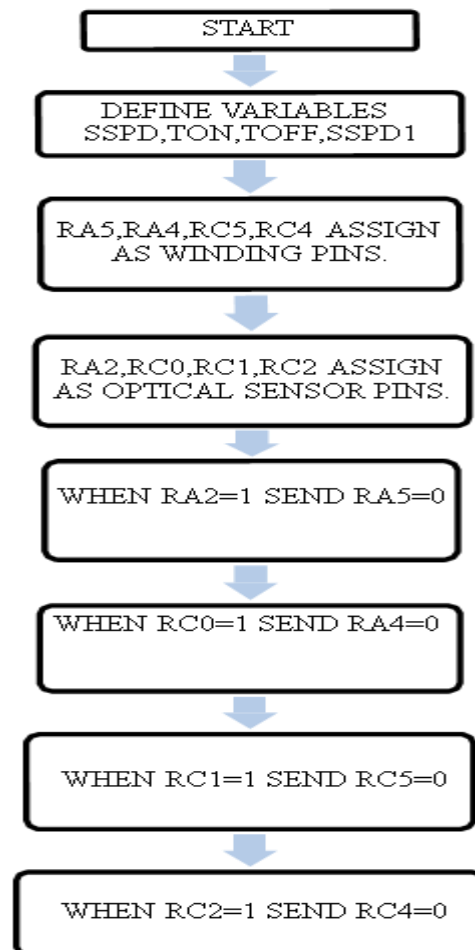 START
DEFINE VARIABLES
SSPD,TON,TOFF,SSPD1
RA5,RA4,RC5,RC4 ASSIGN
AS WINDING PINS.
RA2,RC0,RC1,RC2 ASSIGN
AS OPTICAL SENSOR PINS.
WHEN RA2=1 SEND RA5=0
WHEN RC0=1 SEND RA4=0
WHEN RC1=1 SEND RC5=0
WHEN RC2=1 SEND RC4=0